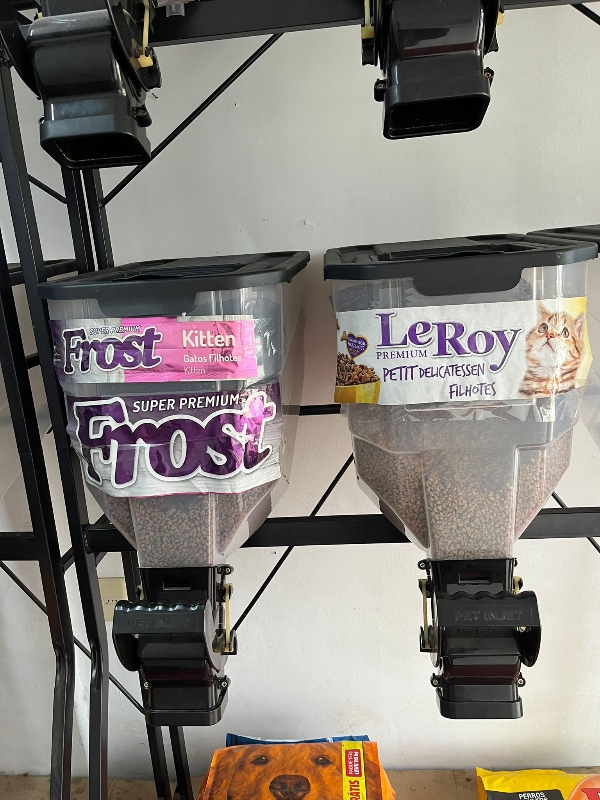 SUPER PREMIUM
Frost
Kitten
Gatos Filhotes
Kitten
SUPER PREMIUM
Frost
LeRoy
PREMIUM
PETIT DELICATESSEN
FILHOTES
PET INJET
PET INJET
PERROS